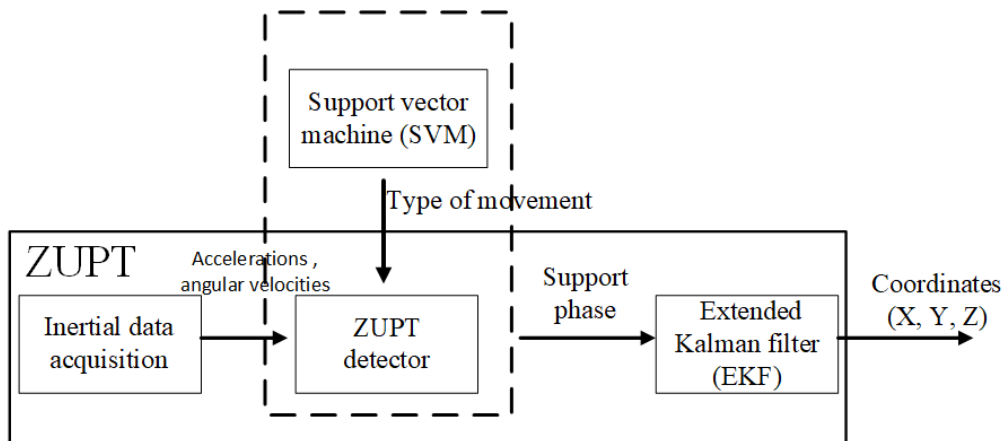 Support vector
machine (SVM)
Type of movement
ZUPT
Accelerations ,
angular velocities
Inertial data
acquisition
ZUPT
detector
Support
phase
Extended
Kalman filter
(EKF)
Coordinates
(X, Y, Z)